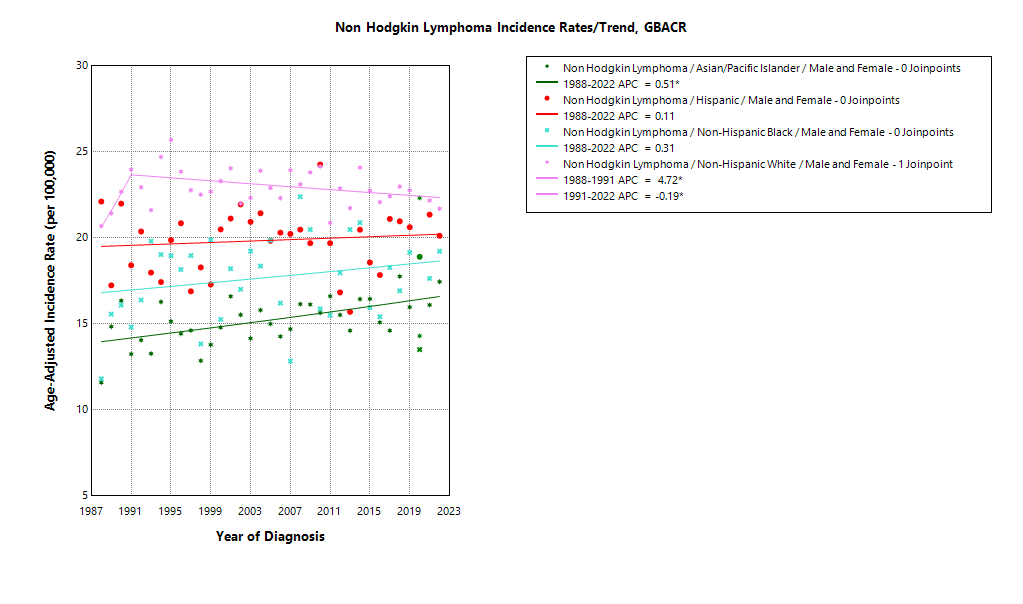 Non Hodgkin Lymphoma Incidence Rates/Trend, GBACR
Non Hodgkin Lymphoma / Asian/Pacific Islander / Male and Female - 0 Joinpoints
1988-2022 APC = 0.51*
Non Hodgkin Lymphoma / Hispanic / Male and Female - 0 Joinpoints
1988-2022 APC = 0.11
Non Hodgkin Lymphoma / Non-Hispanic Black / Male and Female - 0 Joinpoints
1988-2022 APC = 0.31
Non Hodgkin Lymphoma / Non-Hispanic White / Male and Female - 1 Joinpoint
1988-1991 APC = 4.72*
1991-2022 APC = -0.19*
Age-Adjusted Incidence Rate (per 100,000)
30
25
20
15
10
5
1987 1991 1995 1999 2003 2007 2011 2015 2019 2023
Year of Diagnosis